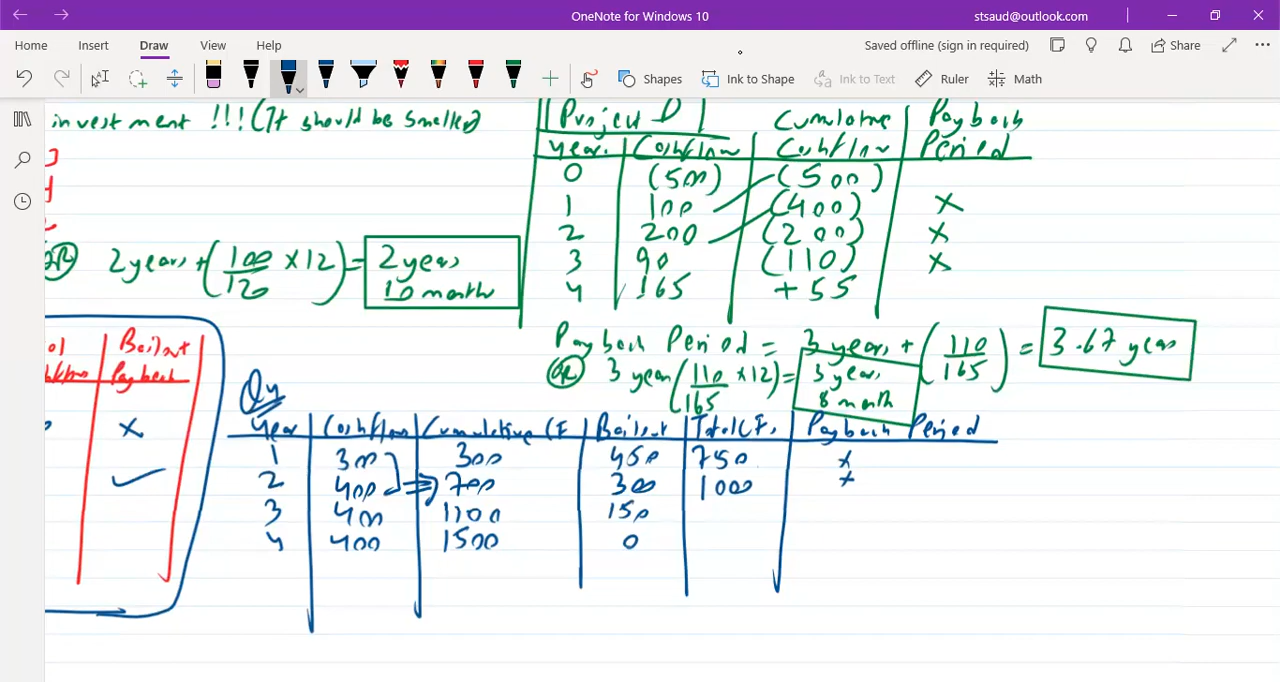 OneNote for Windows 10
stsaud@outlook.com
Home Insert Draw View Help
Saved offline (sign in required) Share
Shapes Ink to Shape Ink to Text Ruler Math
investment !!! (It should be smaller)
Project D
Year. Cashflow Cumulative Cashflow Payback Period
0 (500) (500)
1 100 (400) x
2 200 (200) x
3 90 (110) x
4 165 +55
OR 2 years + (100/120 × 12) = 2 years 10 month
Payback Period = 3 years + (110/165) = 3.67 years
OR 3 year (110/165 × 12) = 3 year 8 month
Bailout Payback
x
✓
Qy
Year Cashflow Cumulative CF Bailout Total CF. Payback Period
1 300 300 450 750 x
2 400 700 300 1000 x
3 400 1100 150
4 400 1500 0